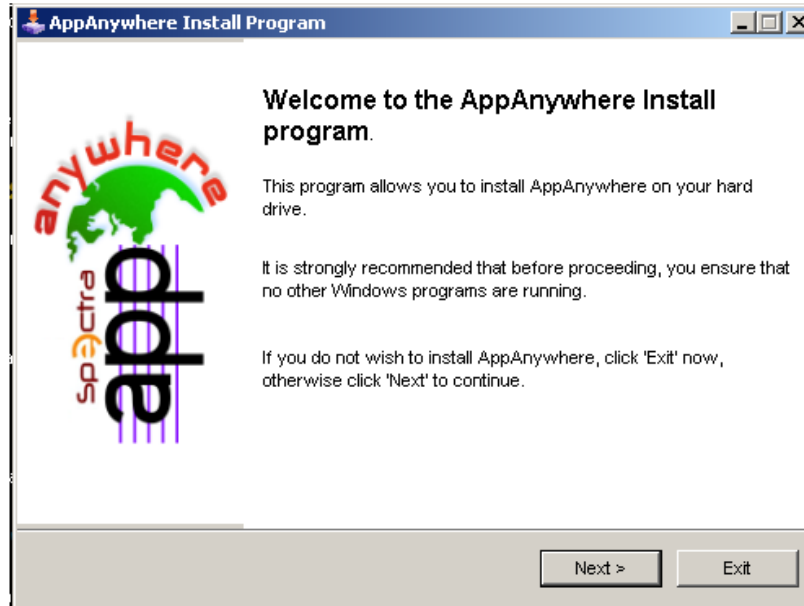 AppAnywhere Install Program
Welcome to the AppAnywhere Install
program.
This program allows you to install AppAnywhere on your hard
drive.
It is strongly recommended that before proceeding, you ensure that
no other Windows programs are running.
If you do not wish to install AppAnywhere, click 'Exit' now,
otherwise click 'Next' to continue.
anywhere
Spectra
app
Next >
Exit